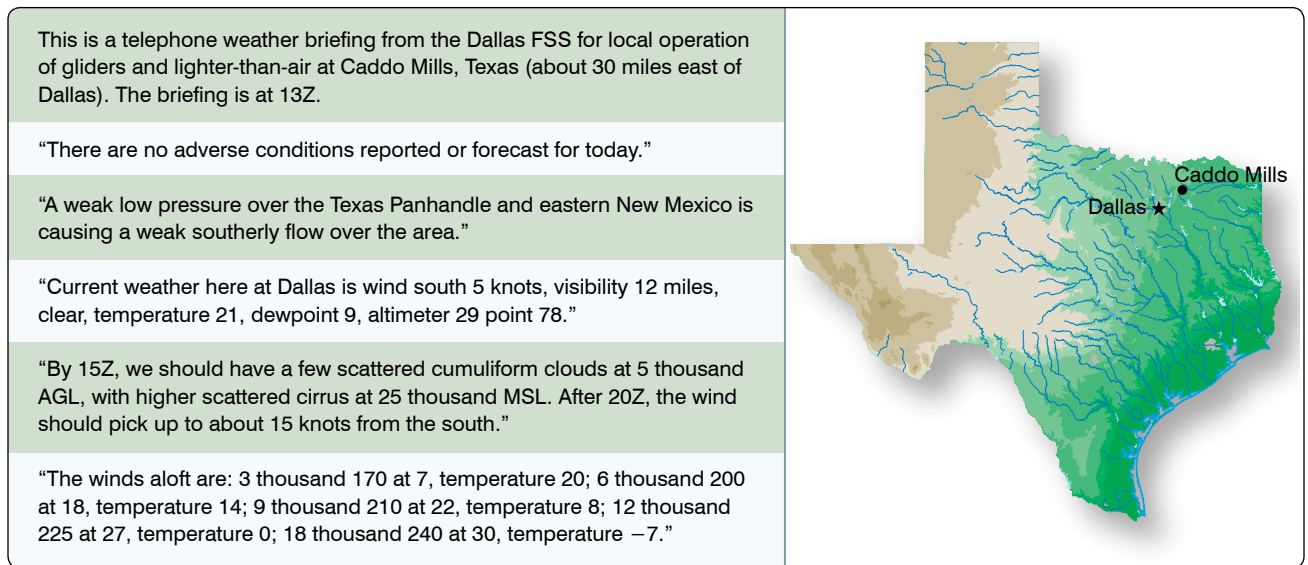 This is a telephone weather briefing from the Dallas FSS for local operation
of gliders and lighter-than-air at Caddo Mills, Texas (about 30 miles east of
Dallas). The briefing is at 13Z.
“There are no adverse conditions reported or forecast for today.”
“A weak low pressure over the Texas Panhandle and eastern New Mexico is
causing a weak southerly flow over the area.”
“Current weather here at Dallas is wind south 5 knots, visibility 12 miles,
clear, temperature 21, dewpoint 9, altimeter 29 point 78.”
“By 15Z, we should have a few scattered cumuliform clouds at 5 thousand
AGL, with higher scattered cirrus at 25 thousand MSL. After 20Z, the wind
should pick up to about 15 knots from the south.”
“The winds aloft are: 3 thousand 170 at 7, temperature 20; 6 thousand 200
at 18, temperature 14; 9 thousand 210 at 22, temperature 8; 12 thousand
225 at 27, temperature 0; 18 thousand 240 at 30, temperature −7.”
Caddo Mills
Dallas